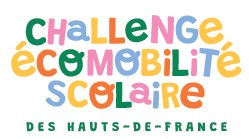 CHALLENGE
ÉCOMOBILITÉ
SCOLAIRE
DES HAUTS-DE-FRANCE